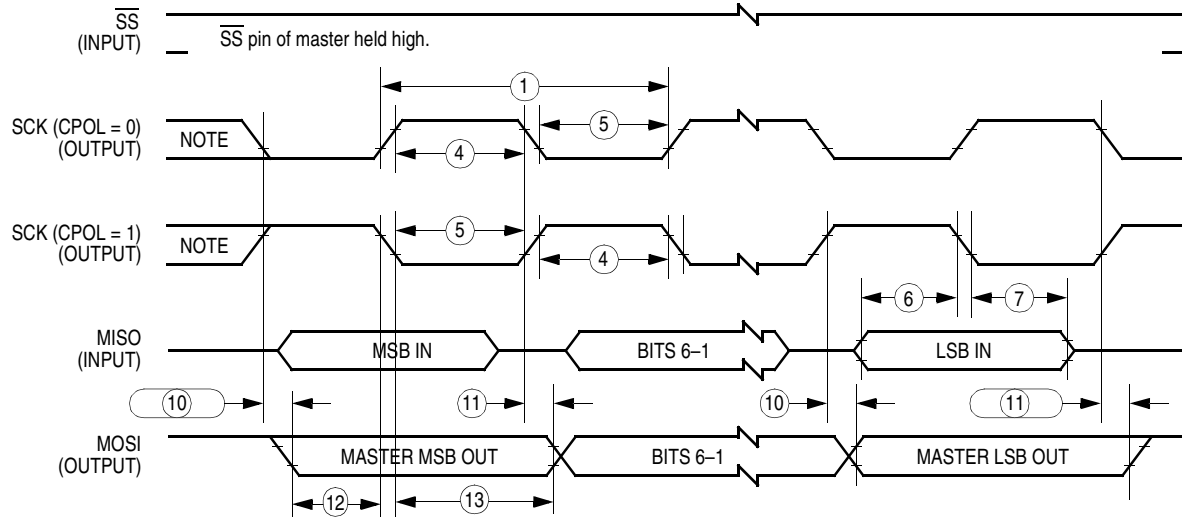 SS
(INPUT)
SS pin of master held high.
1
SCK (CPOL = 0)
(OUTPUT)
NOTE
5
4
SCK (CPOL = 1)
(OUTPUT)
NOTE
5
4
6
7
MISO
(INPUT)
MSB IN
BITS 6–1
LSB IN
10
11
10
11
MOSI
(OUTPUT)
MASTER MSB OUT
BITS 6–1
MASTER LSB OUT
12
13